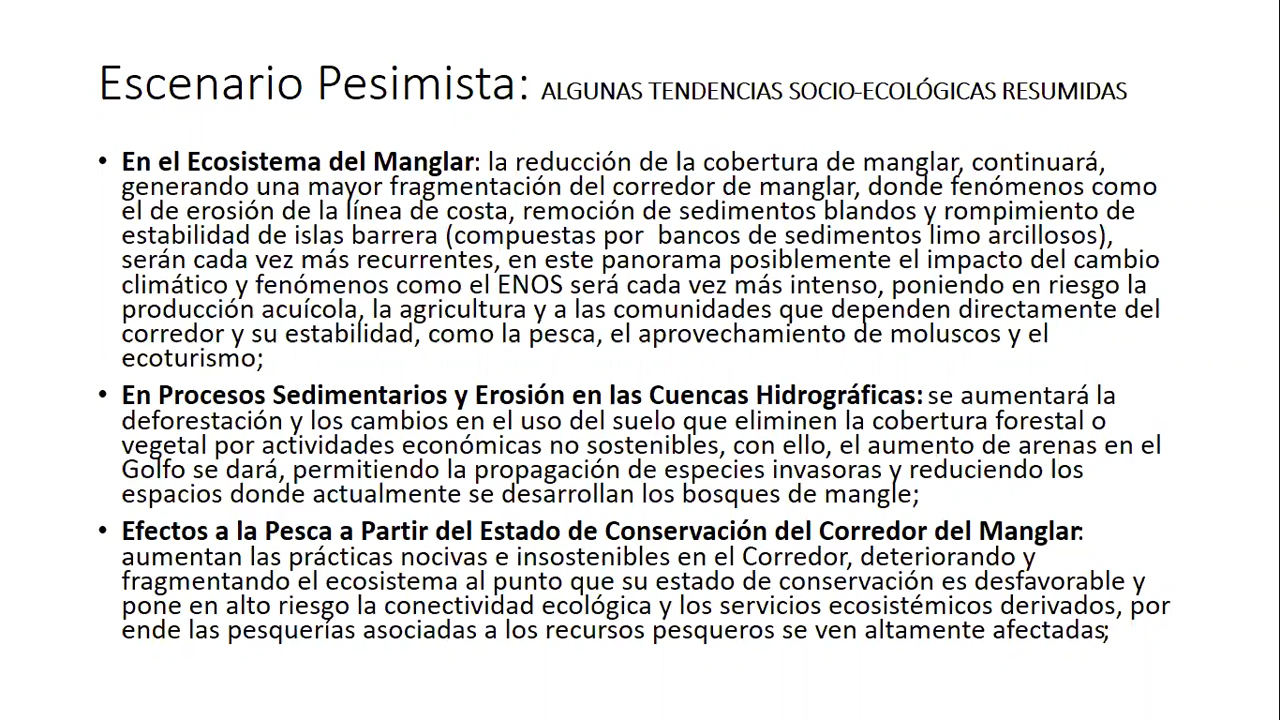 Escenario Pesimista: ALGUNAS TENDENCIAS SOCIO-ECOLÓGICAS RESUMIDAS
• En el Ecosistema del Manglar: la reducción de la cobertura de manglar, continuará,
generando una mayor fragmentación del corredor de manglar, donde fenómenos como
el de erosión de la línea de costa, remoción de sedimentos blandos y rompimiento de
estabilidad de islas barrera (compuestas por  bancos de sedimentos limo arcillosos),
serán cada vez más recurrentes, en este panorama posiblemente el impacto del cambio
climático y fenómenos como el ENOS será cada vez más intenso, poniendo en riesgo la
producción acuícola, la agricultura y a las comunidades que dependen directamente del
corredor y su estabilidad, como la pesca, el aprovechamiento de moluscos y el
ecoturismo;
• En Procesos Sedimentarios y Erosión en las Cuencas Hidrográficas: se aumentará la
deforestación y los cambios en el uso del suelo que eliminen la cobertura forestal o
vegetal por actividades económicas no sostenibles, con ello, el aumento de arenas en el
Golfo se dará, permitiendo la propagación de especies invasoras y reduciendo los
espacios donde actualmente se desarrollan los bosques de mangle;
• Efectos a la Pesca a Partir del Estado de Conservación del Corredor del Manglar:
aumentan las prácticas nocivas e insostenibles en el Corredor, deteriorando y
fragmentando el ecosistema al punto que su estado de conservación es desfavorable y
pone en alto riesgo la conectividad ecológica y los servicios ecosistémicos derivados, por
ende las pesquerías asociadas a los recursos pesqueros se ven altamente afectadas;